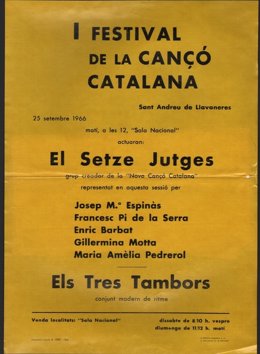 I FESTIVAL
DE LA CANÇÓ
CATALANA
Sant Andreu de Llavaneres
25 setembre 1966
matí, a les 12, "Sala Nacional"
actuaran:
El Setze Jutges
grup creador de la "Nova Cançó Catalana"
representat en aquesta sessió per
Josep M.ª Espinàs
Francesc Pi de la Serra
Enric Barbat
Gillermina Motta
Maria Amèlia Pedrerol
Els Tres Tambors
conjunt modern de ritme
Venda localitats: "Sala Nacional"
dissabte de 8.10 h. vespre
diumenge de 11.12 h. matí